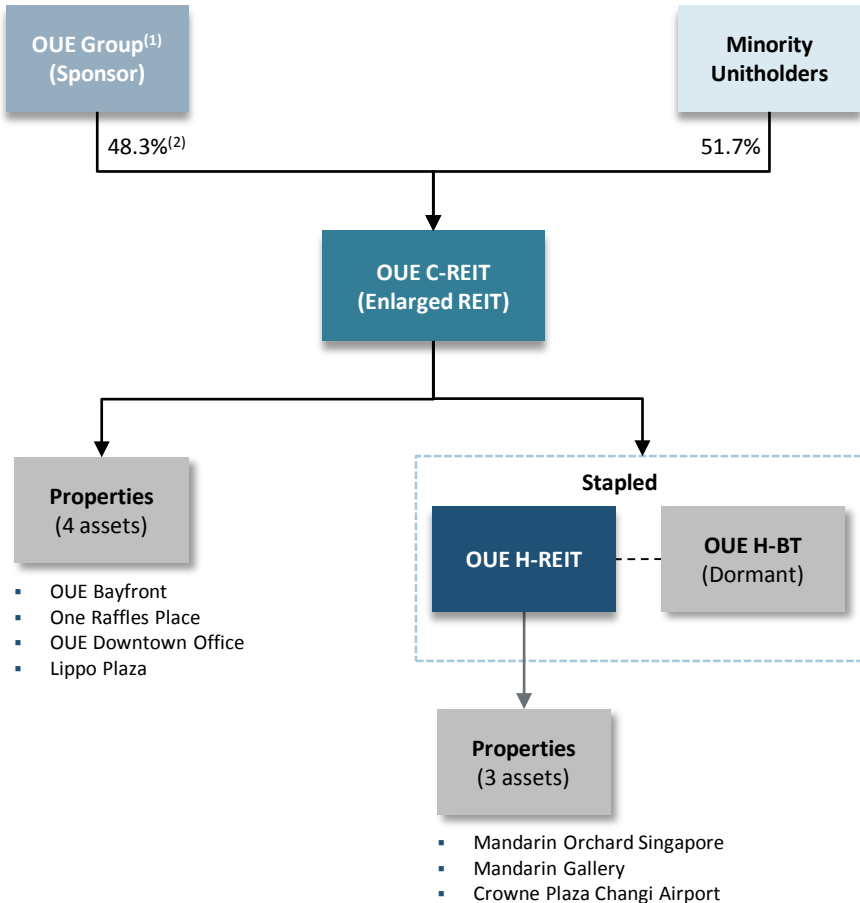 OUE Group(1)
(Sponsor)
Minority
Unitholders
48.3%(2)
51.7%
OUE C-REIT
(Enlarged REIT)
Properties
(4 assets)
▪ OUE Bayfront
▪ One Raffles Place
▪ OUE Downtown Office
▪ Lippo Plaza
Stapled
OUE H-REIT
OUE H-BT
(Dormant)
Properties
(3 assets)
▪ Mandarin Orchard Singapore
▪ Mandarin Gallery
▪ Crowne Plaza Changi Airport